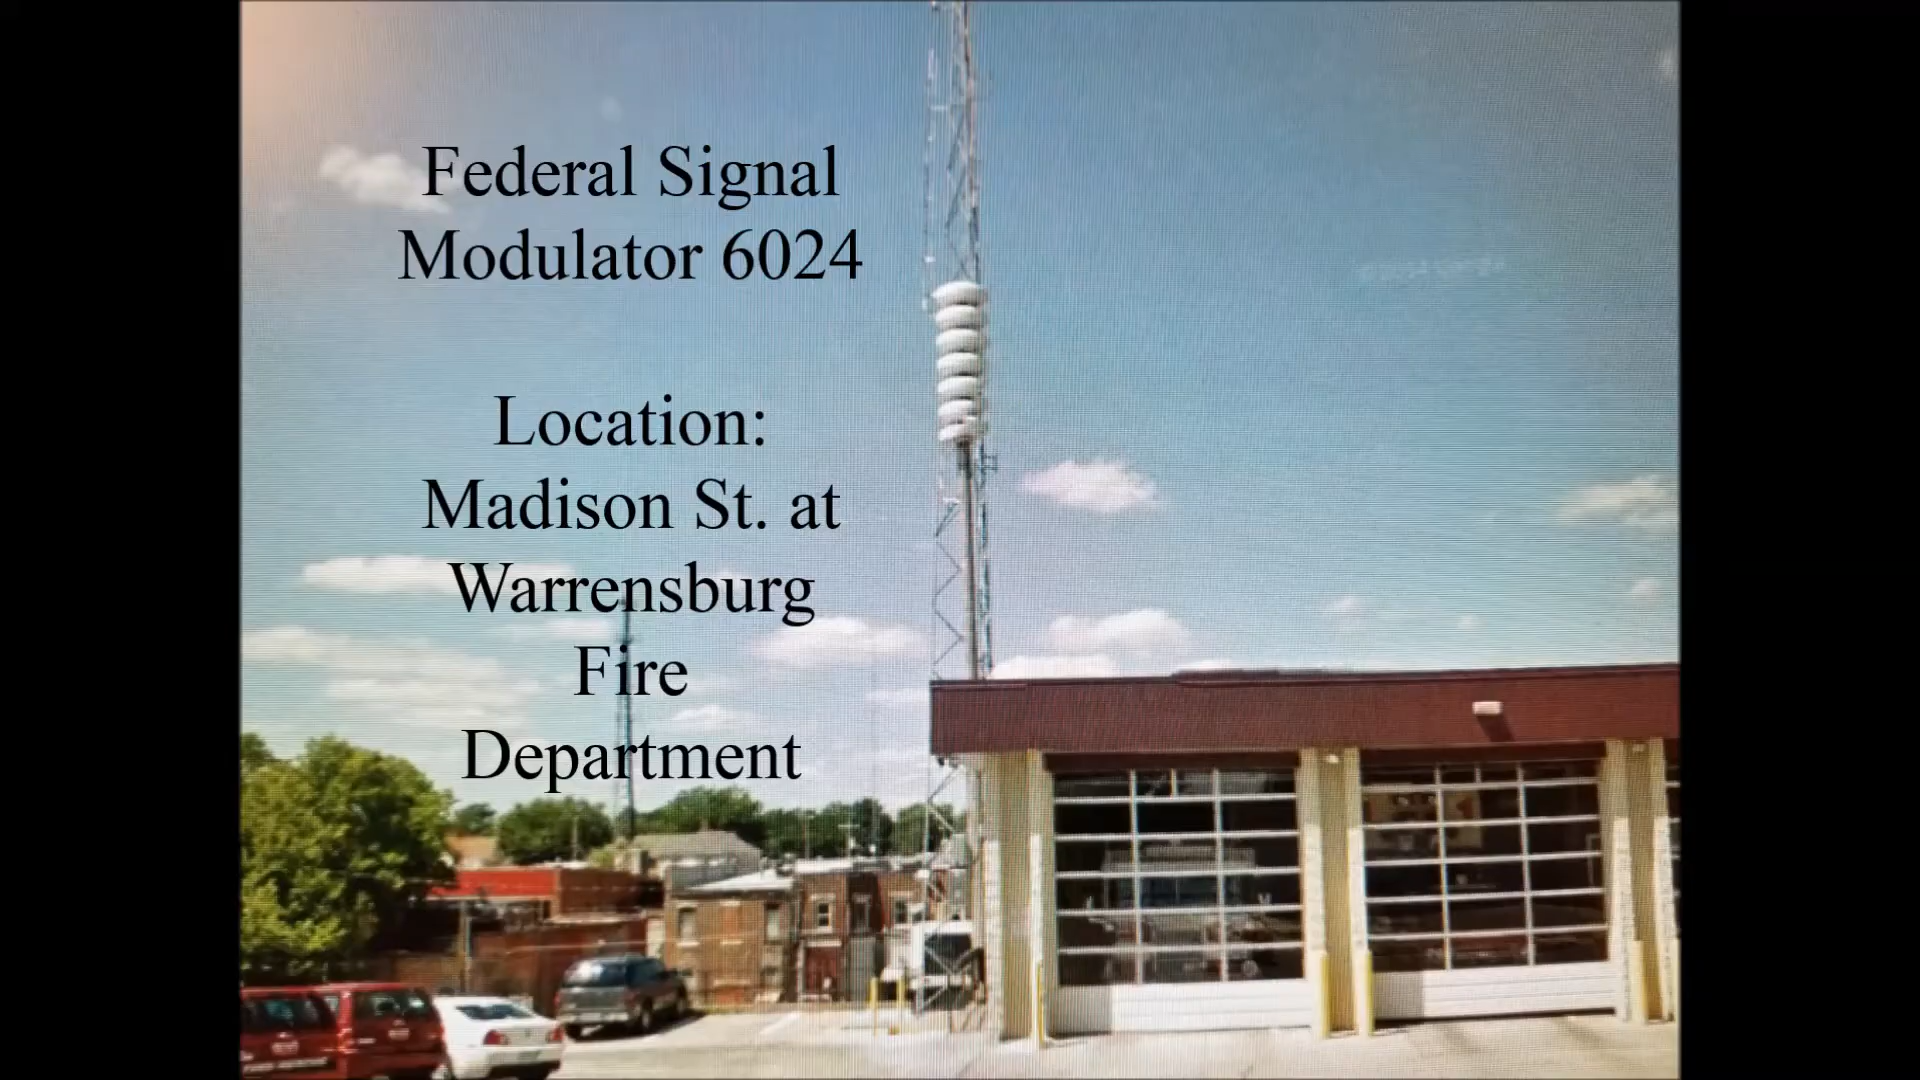 Federal Signal
Modulator 6024
Location:
Madison St. at
Warrensburg
Fire
Department